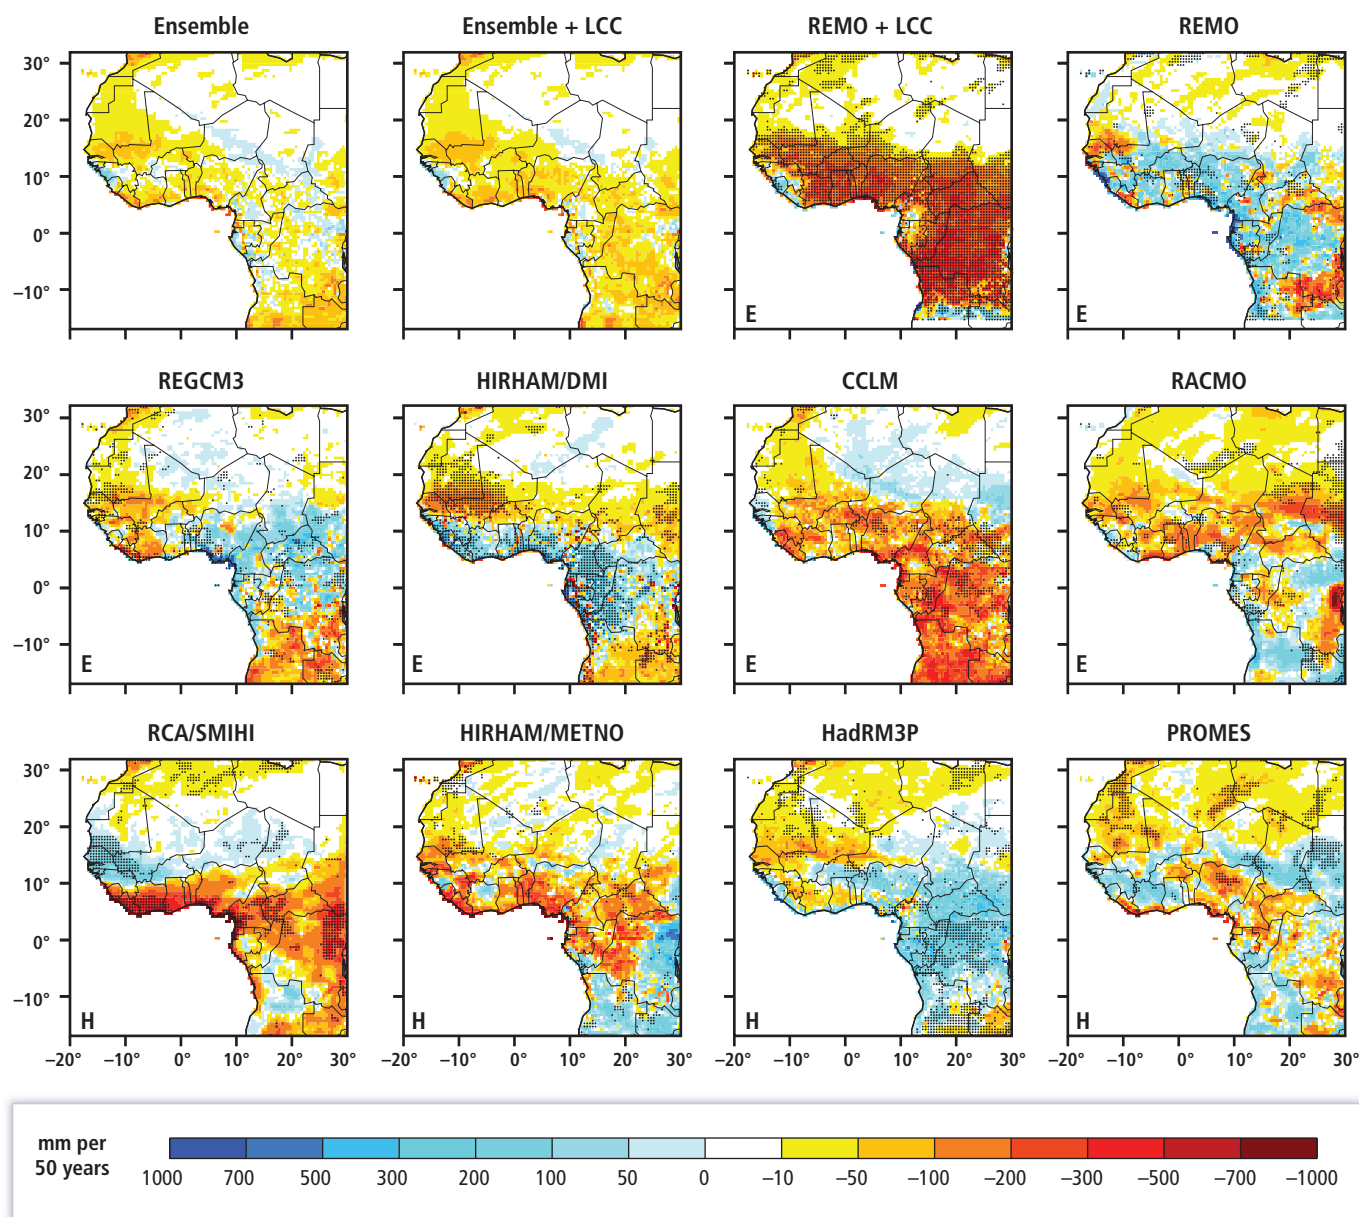 Ensemble
Ensemble + LCC
REMO + LCC
REMO
30°
20°
10°
0°
−10°
E
E
REGCM3
HIRHAM/DMI
CCLM
RACMO
30°
20°
10°
0°
−10°
E
E
E
E
RCA/SMIHI
HIRHAM/METNO
HadRM3P
PROMES
30°
20°
10°
0°
−10°
H
H
H
H
−20° −10° 0° 10° 20° 30°
−20° −10° 0° 10° 20° 30°
−20° −10° 0° 10° 20° 30°
−20° −10° 0° 10° 20° 30°
mm per
50 years
1000 700 500 300 200 100 50 0 −10 −50 −100 −200 −300 −500 −700 −1000